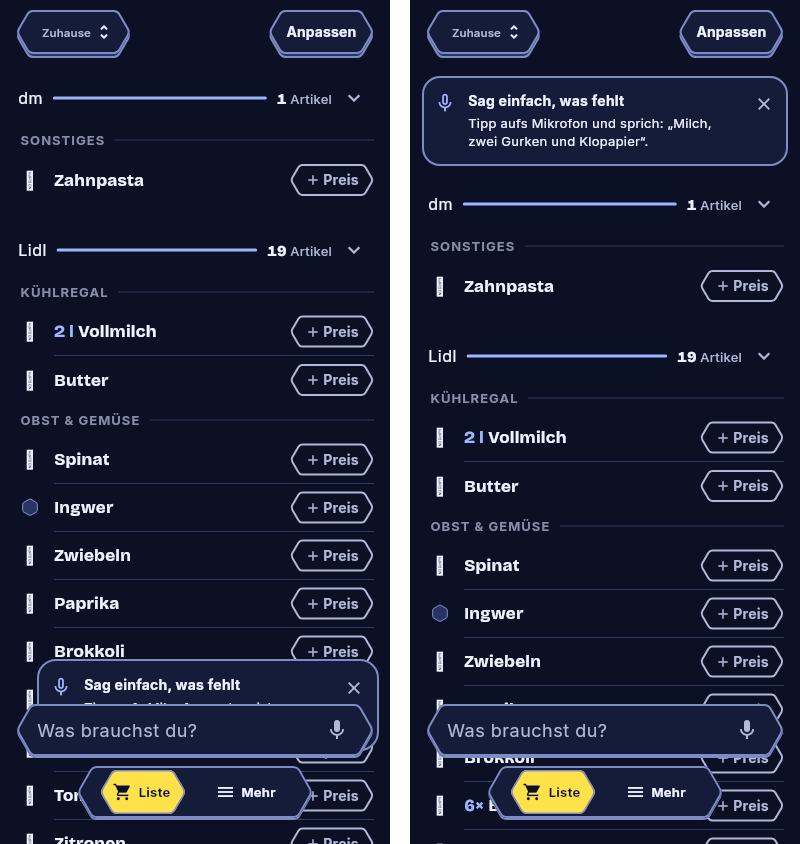 Zuhause
Anpassen
dm
1 Artikel
SONSTIGES
Zahnpasta
+ Preis
Lidl
19 Artikel
KÜHLREGAL
2 l Vollmilch
+ Preis
Butter
+ Preis
OBST & GEMÜSE
Spinat
+ Preis
Ingwer
+ Preis
Zwiebeln
+ Preis
Paprika
+ Preis
Brokkoli
+ Preis
Sag einfach, was fehlt
Was brauchst du?
Liste
Mehr
Zitronen
Zuhause
Anpassen
Sag einfach, was fehlt
Tipp aufs Mikrofon und sprich: „Milch,
zwei Gurken und Klopapier“.
dm
1 Artikel
SONSTIGES
Zahnpasta
+ Preis
Lidl
19 Artikel
KÜHLREGAL
2 l Vollmilch
+ Preis
Butter
+ Preis
OBST & GEMÜSE
Spinat
+ Preis
Ingwer
+ Preis
Zwiebeln
+ Preis
Was brauchst du?
Brokkoli
+ Preis
6×
Liste
Mehr
+ Preis